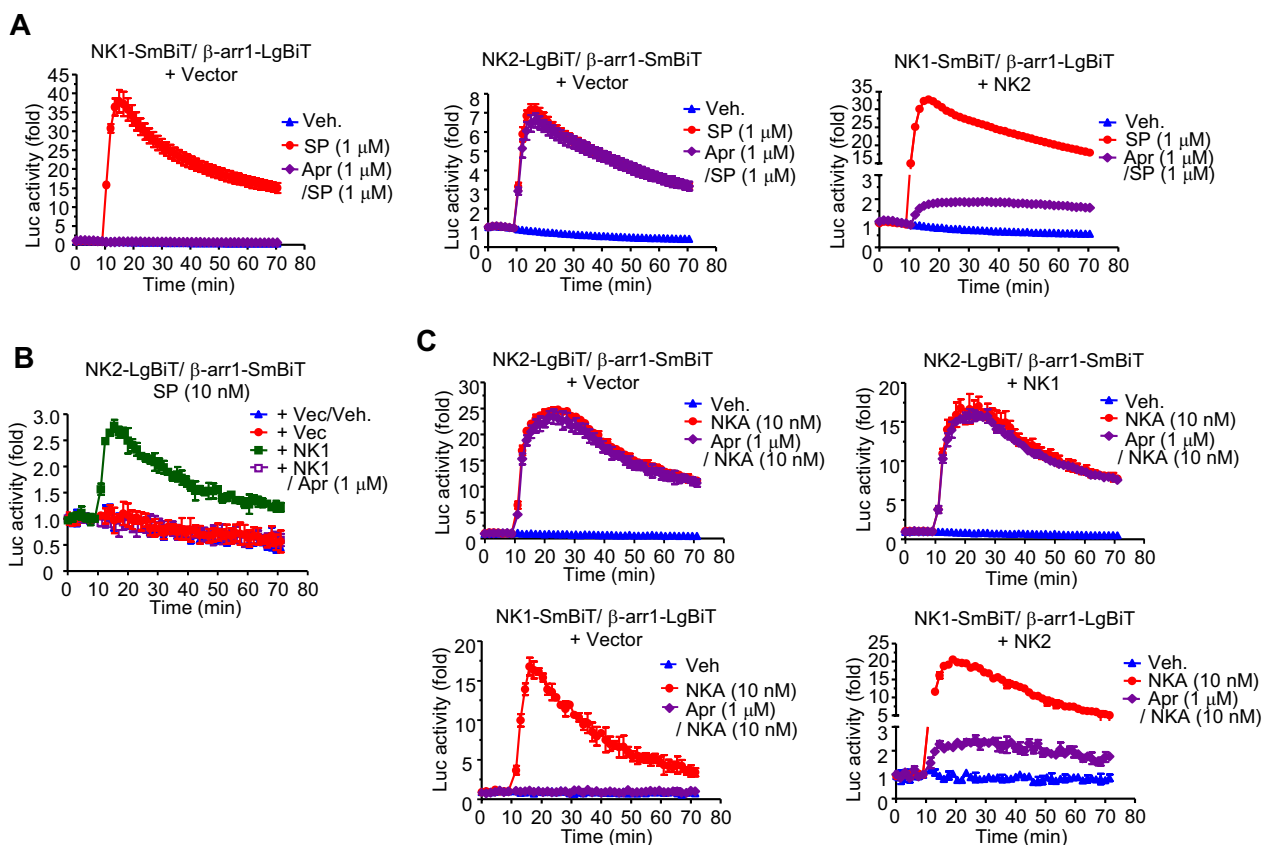 A
NK1-SmBiT/ β-arr1-LgBiT
+ Vector
Luc activity (fold)
45
40
35
30
25
20
15
10
5
0
0 10 20 30 40 50 60 70 80
Time (min)
Veh.
SP (1 μM)
Apr (1 μM)
/SP (1 μM)
NK2-LgBiT/ β-arr1-SmBiT
+ Vector
Luc activity (fold)
8
7
6
5
4
3
2
1
0
0 10 20 30 40 50 60 70 80
Time (min)
Veh.
SP (1 μM)
Apr (1 μM)
/SP (1 μM)
NK1-SmBiT/ β-arr1-LgBiT
+ NK2
Luc activity (fold)
35
30
25
20
15
3
2
1
0
0 10 20 30 40 50 60 70 80
Time (min)
Veh.
SP (1 μM)
Apr (1 μM)
/SP (1 μM)
B
NK2-LgBiT/ β-arr1-SmBiT
SP (10 nM)
Luc activity (fold)
3.0
2.5
2.0
1.5
1.0
0.5
0
0 10 20 30 40 50 60 70 80
Time (min)
+ Vec/Veh.
+ Vec
+ NK1
+ NK1
/ Apr (1 μM)
C
NK2-LgBiT/ β-arr1-SmBiT
+ Vector
Luc activity (fold)
30
25
20
15
10
5
0
0 10 20 30 40 50 60 70 80
Time (min)
Veh.
NKA (10 nM)
Apr (1 μM)
/ NKA (10 nM)
NK2-LgBiT/ β-arr1-SmBiT
+ NK1
Luc activity (fold)
20
15
10
5
0
0 10 20 30 40 50 60 70 80
Time (min)
Veh.
NKA (10 nM)
Apr (1 μM)
/ NKA (10 nM)
NK1-SmBiT/ β-arr1-LgBiT
+ Vector
Luc activity (fold)
20
15
10
5
0
0 10 20 30 40 50 60 70 80
Time (min)
Veh
NKA (10 nM)
Apr (1 μM)
/ NKA (10 nM)
NK1-SmBiT/ β-arr1-LgBiT
+ NK2
Luc activity (fold)
25
20
15
10
5
3
2
1
0
0 10 20 30 40 50 60 70 80
Time (min)
Veh.
NKA (10 nM)
Apr (1 μM)
/ NKA (10 nM)